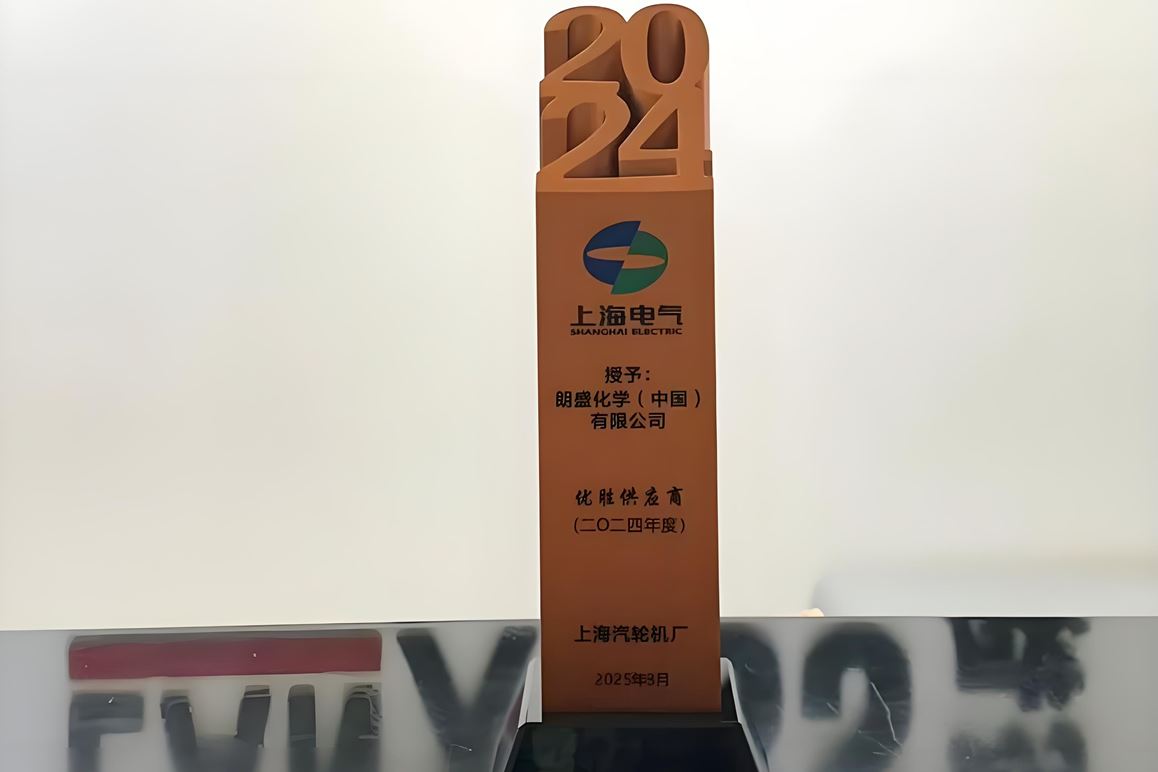 20
24
上海电气
SHANGHAI ELECTRIC
授予：
朗盛化学（中国）
有限公司
优胜供应商
(二〇二四年度)
上海汽轮机厂
2025年3月